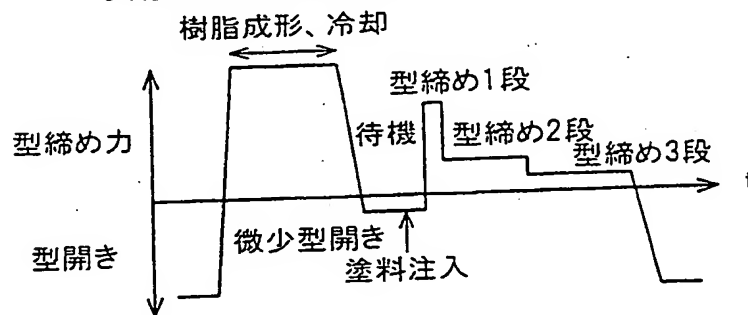 樹脂成形、冷却
型締め1段
型締め力
待機
型締め2段
型締め3段
t
微少型開き
型開き
塗料注入